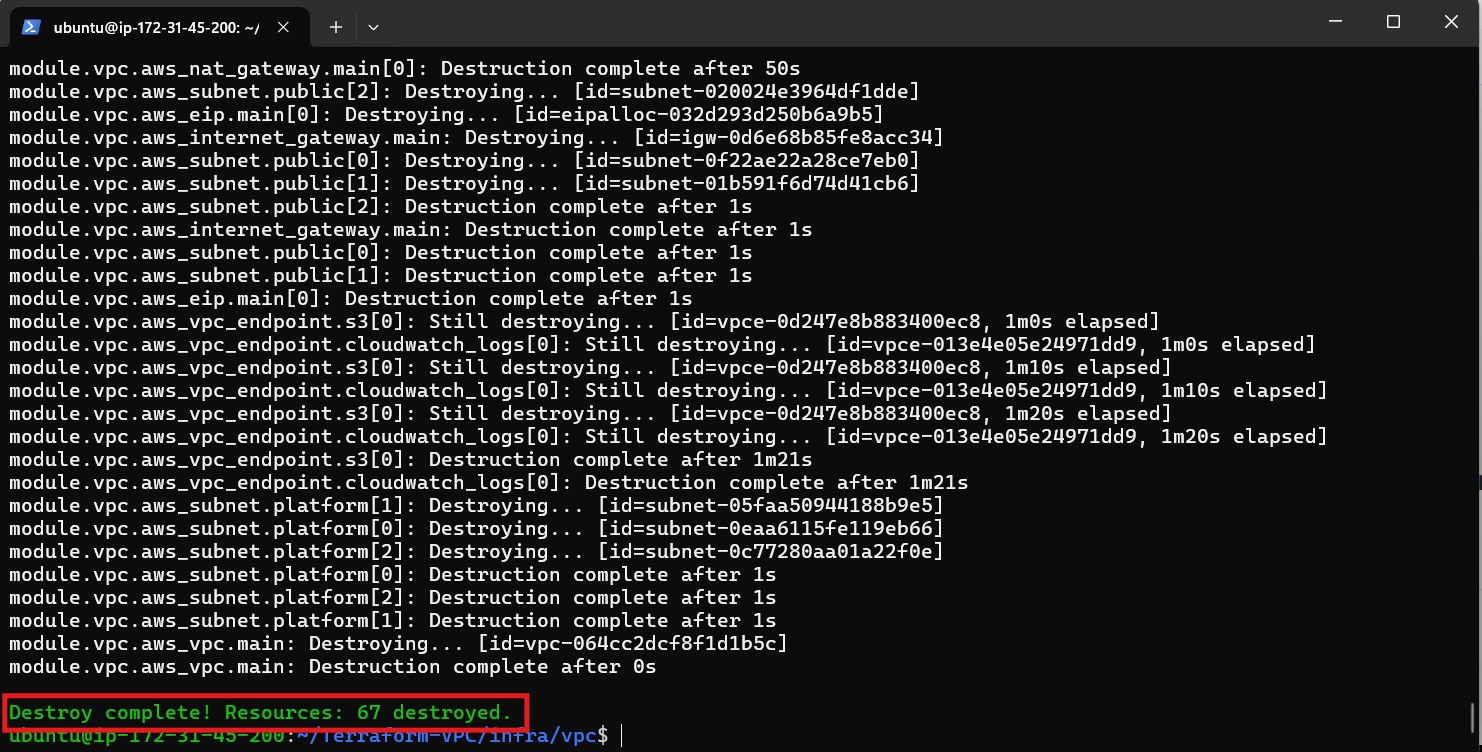 ubuntu@ip-172-31-45-200: ~/
module.vpc.aws_nat_gateway.main[0]: Destruction complete after 50s
module.vpc.aws_subnet.public[2]: Destroying... [id=subnet-020024e3964df1dde]
module.vpc.aws_eip.main[0]: Destroying... [id=eipalloc-032d293d250b6a9b5]
module.vpc.aws_internet_gateway.main: Destroying... [id=igw-0d6e68b85fe8acc34]
module.vpc.aws_subnet.public[0]: Destroying... [id=subnet-0f22ae22a28ce7eb0]
module.vpc.aws_subnet.public[1]: Destroying... [id=subnet-01b591f6d74d41cb6]
module.vpc.aws_subnet.public[2]: Destruction complete after 1s
module.vpc.aws_internet_gateway.main: Destruction complete after 1s
module.vpc.aws_subnet.public[0]: Destruction complete after 1s
module.vpc.aws_subnet.public[1]: Destruction complete after 1s
module.vpc.aws_eip.main[0]: Destruction complete after 1s
module.vpc.aws_vpc_endpoint.s3[0]: Still destroying... [id=vpce-0d247e8b883400ec8, 1m0s elapsed]
module.vpc.aws_vpc_endpoint.cloudwatch_logs[0]: Still destroying... [id=vpce-013e4e05e24971dd9, 1m0s elapsed]
module.vpc.aws_vpc_endpoint.s3[0]: Still destroying... [id=vpce-0d247e8b883400ec8, 1m10s elapsed]
module.vpc.aws_vpc_endpoint.cloudwatch_logs[0]: Still destroying... [id=vpce-013e4e05e24971dd9, 1m10s elapsed]
module.vpc.aws_vpc_endpoint.s3[0]: Still destroying... [id=vpce-0d247e8b883400ec8, 1m20s elapsed]
module.vpc.aws_vpc_endpoint.cloudwatch_logs[0]: Still destroying... [id=vpce-013e4e05e24971dd9, 1m20s elapsed]
module.vpc.aws_vpc_endpoint.s3[0]: Destruction complete after 1m21s
module.vpc.aws_vpc_endpoint.cloudwatch_logs[0]: Destruction complete after 1m21s
module.vpc.aws_subnet.platform[1]: Destroying... [id=subnet-05faa50944188b9e5]
module.vpc.aws_subnet.platform[0]: Destroying... [id=subnet-0eaa6115fe119eb66]
module.vpc.aws_subnet.platform[2]: Destroying... [id=subnet-0c77280aa01a22f0e]
module.vpc.aws_subnet.platform[0]: Destruction complete after 1s
module.vpc.aws_subnet.platform[2]: Destruction complete after 1s
module.vpc.aws_subnet.platform[1]: Destruction complete after 1s
module.vpc.aws_vpc.main: Destroying... [id=vpc-064cc2dcf8f1d1b5c]
module.vpc.aws_vpc.main: Destruction complete after 0s
Destroy complete! Resources: 67 destroyed.
ubuntu@ip-172-31-45-200:~/Terraform-VPC/infra/vpc$